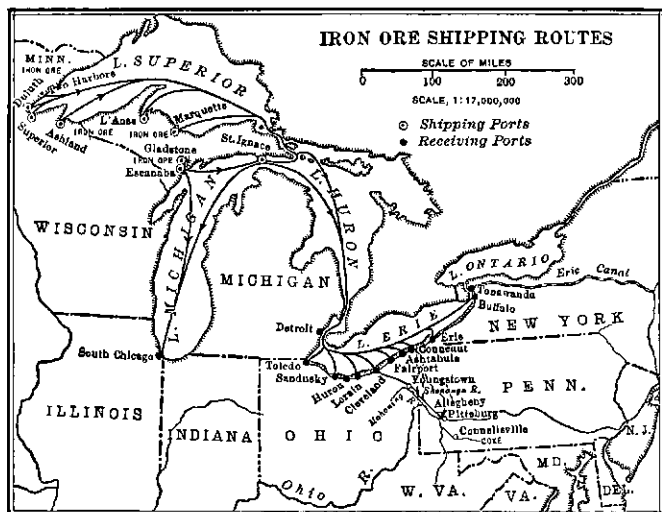 IRON ORE SHIPPING ROUTES
SCALE OF MILES
0 100 200 300
SCALE, 1:17,000,000
Shipping Ports
Receiving Ports
MINN.
IRON ORE
Two Harbors
Duluth
Superior
Ashland
IRON ORE
L. SUPERIOR
L'Anse
IRON ORE
Marquette
St. Ignace
Gladstone
IRON ORE
Escanaba
L. HURON
L. MICHIGAN
WISCONSIN
MICHIGAN
L. ONTARIO
Erie Canal
Tonawanda
Buffalo
NEW YORK
Detroit
L. ERIE
Erie
Conneaut
Ashtabula
Fairport
Cleveland
Lorain
Huron
Sandusky
Toledo
South Chicago
Youngstown
Shenango R.
Mahoning R.
Allegheny
Pittsburg
Connellsville
COKE
PENN.
N.J.
ILLINOIS
INDIANA
OHIO
Ohio R.
W. VA.
VA.
MD.
DEL.